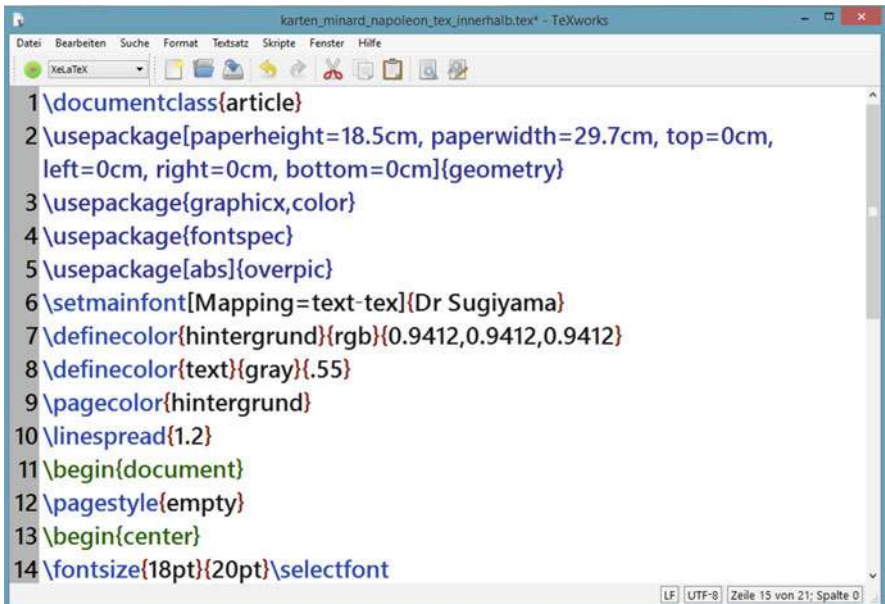 karten_minard_napoleon_tex_innerhalb.tex* - TeXworks
Datei Bearbeiten Suche Format Textsatz Skripte Fenster Hilfe
XeLaTeX
1 \documentclass{article}
2 \usepackage[paperheight=18.5cm, paperwidth=29.7cm, top=0cm,
left=0cm, right=0cm, bottom=0cm]{geometry}
3 \usepackage{graphicx,color}
4 \usepackage{fontspec}
5 \usepackage[abs]{overpic}
6 \setmainfont[Mapping=text-tex]{Dr Sugiyama}
7 \definecolor{hintergrund}{rgb}{0.9412,0.9412,0.9412}
8 \definecolor{text}{gray}{.55}
9 \pagecolor{hintergrund}
10 \linespread{1.2}
11 \begin{document}
12 \pagestyle{empty}
13 \begin{center}
14 \fontsize{18pt}{20pt}\selectfont
LF UTF-8 Zeile 15 von 21; Spalte 0